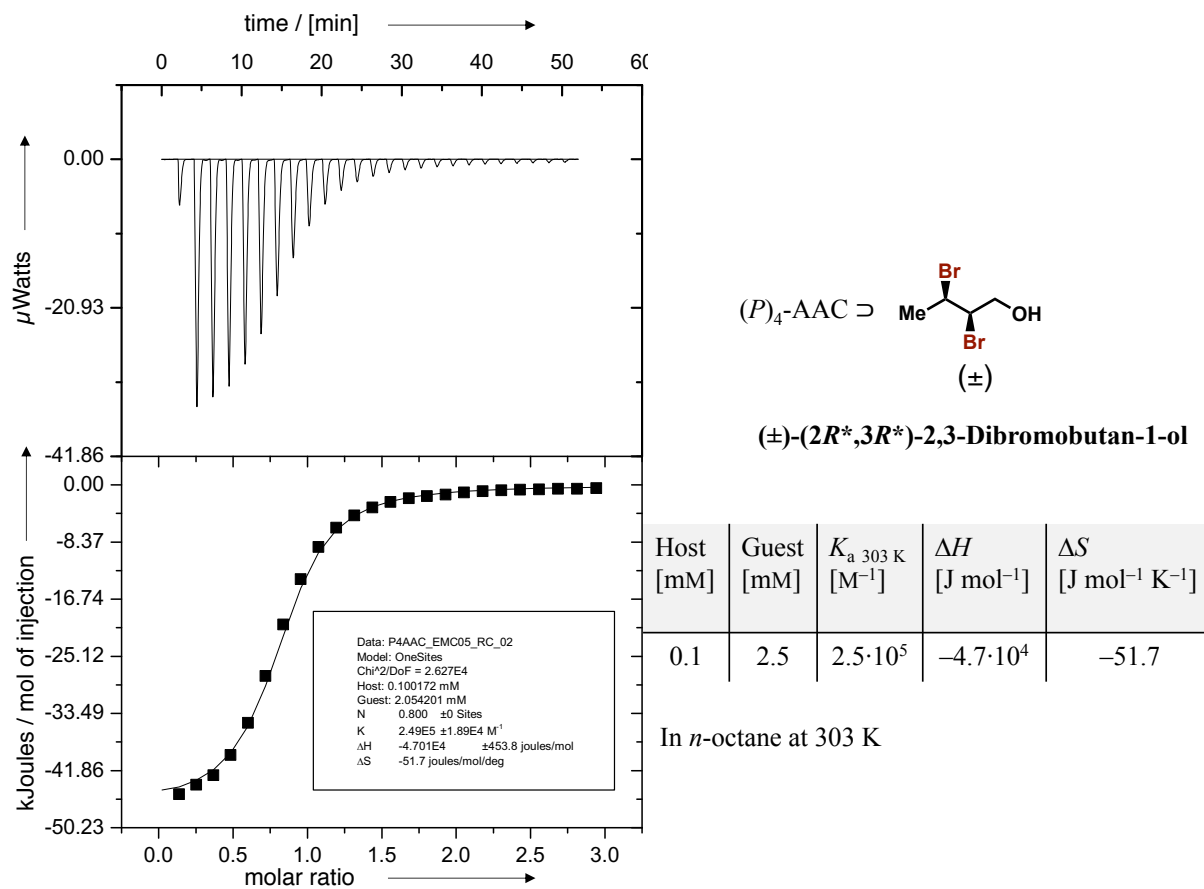 time / [min]
0 10 20 30 40 50 60
0.00
-20.93
-41.86
µWatts
0.00
-8.37
-16.74
-25.12
-33.49
-41.86
-50.23
kJoules / mol of injection
Data: P4AAC_EMC05_RC_02
Model: OneSites
Chi^2/DoF = 2.627E4
Host: 0.100172 mM
Guest: 2.054201 mM
N 0.800 ±0 Sites
K 2.49E5 ±1.89E4 M⁻¹
ΔH -4.701E4 ±453.8 joules/mol
ΔS -51.7 joules/mol/deg
0.0 0.5 1.0 1.5 2.0 2.5 3.0
molar ratio
(P)₄-AAC ⊃
Br
Me
OH
Br
(±)
(±)-(2R*,3R*)-2,3-Dibromobutan-1-ol
Host [mM] Guest [mM] Kₐ ₃₀₃ K [M⁻¹] ΔH [J mol⁻¹] ΔS [J mol⁻¹ K⁻¹]
0.1 2.5 2.5·10⁵ −4.7·10⁴ −51.7
In n-octane at 303 K